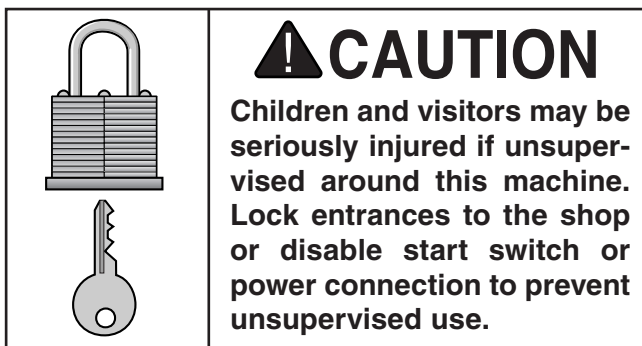 CAUTION
Children and visitors may be
seriously injured if unsuper-
vised around this machine.
Lock entrances to the shop
or disable start switch or
power connection to prevent
unsupervised use.